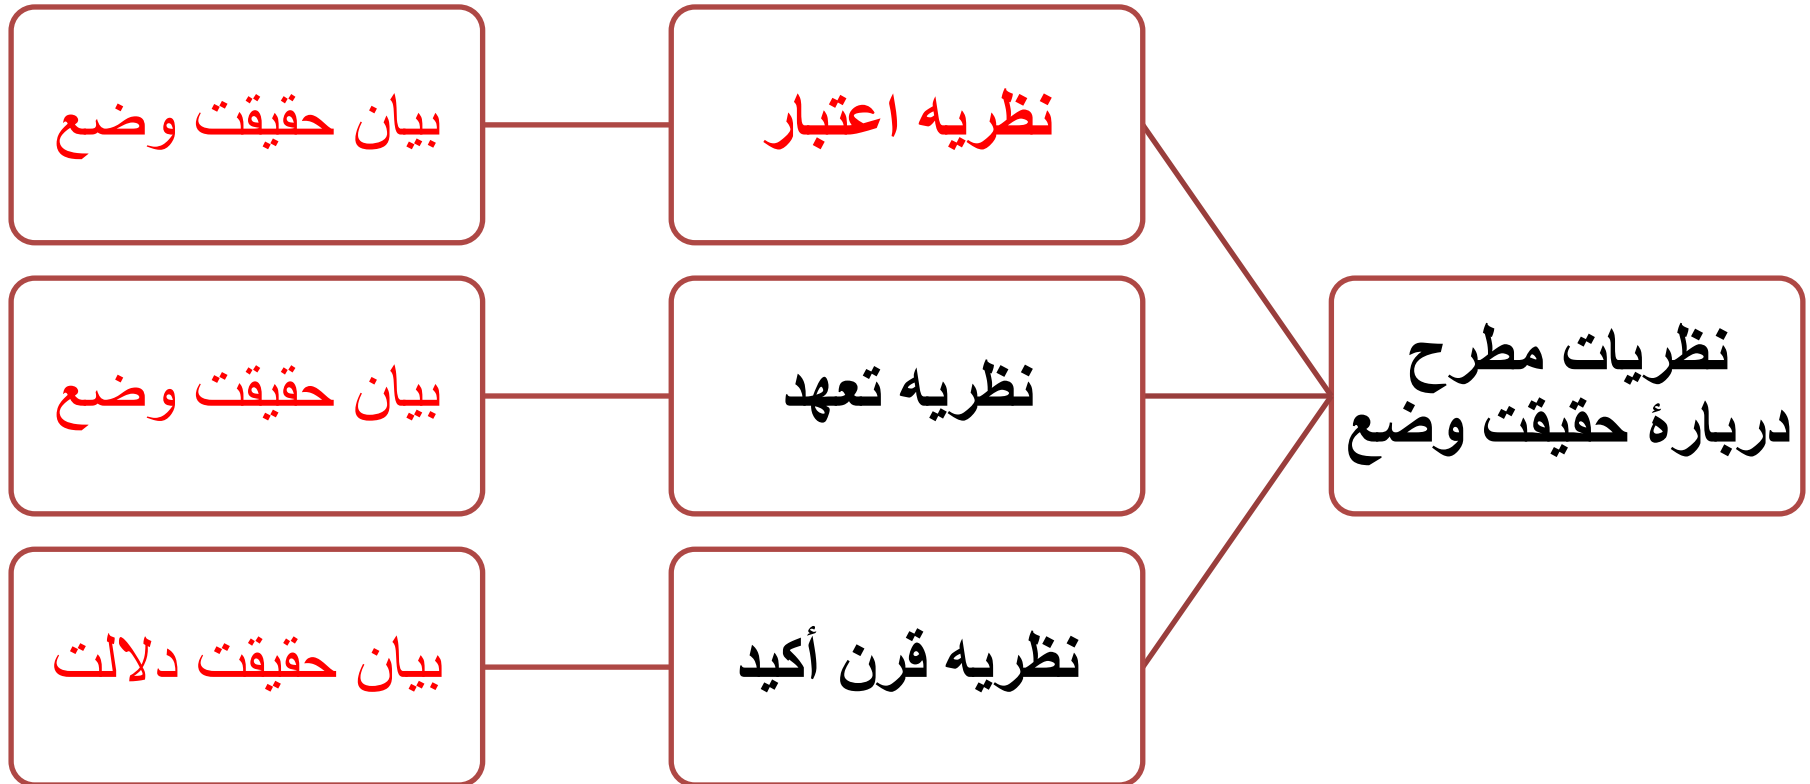 نظریات مطرح
دربارهٔ حقیقت وضع
نظریه اعتبار
بیان حقیقت وضع
نظریه تعهد
بیان حقیقت وضع
نظریه قرن أکید
بیان حقیقت دلالت